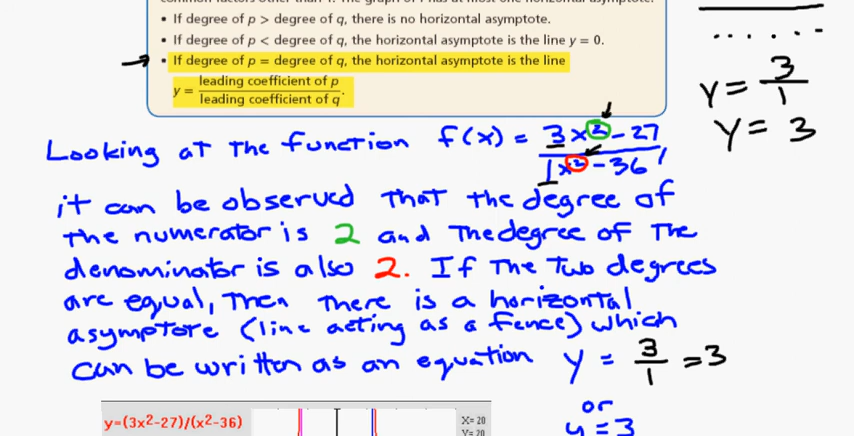 common factors other than 1. The graph of f has at most one horizontal asymptote.
• If degree of p > degree of q, there is no horizontal asymptote.
• If degree of p < degree of q, the horizontal asymptote is the line y = 0.
• If degree of p = degree of q, the horizontal asymptote is the line
y = leading coefficient of p / leading coefficient of q.
y = 3/1
y = 3
Looking at the function f(x) = 3x²-27 / 1x²-36,
it can be observed that the degree of
the numerator is 2 and the degree of the
denominator is also 2. If the two degrees
are equal, then there is a horizontal
asymptote (line acting as a fence) which
can be written as an equation y = 3/1 = 3
or
y = 3
y=(3x2-27)/(x2-36)
X= 20
Y= 20